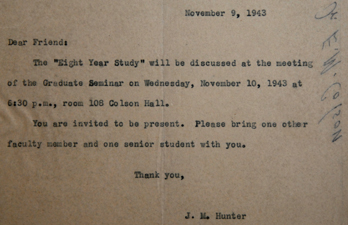 November 9, 1943
Dear Friend:
The "Eight Year Study" will be discussed at the meeting
of the Graduate Seminar on Wednesday, November 10, 1943 at
6:30 p.m., room 108 Colson Hall.
You are invited to be present. Please bring one other
faculty member and one senior student with you.
Thank you,
J. M. Hunter